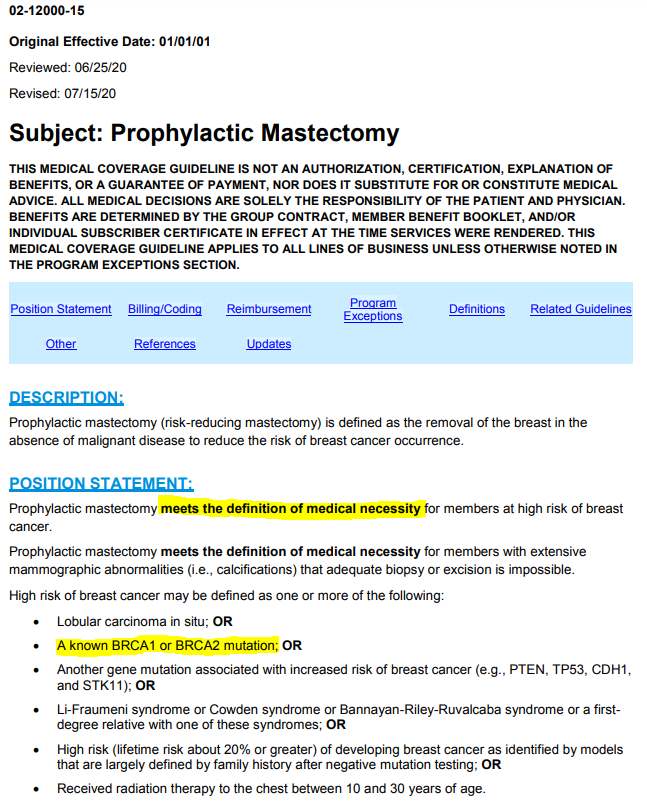 02-12000-15
Original Effective Date: 01/01/01
Reviewed: 06/25/20
Revised: 07/15/20
Subject: Prophylactic Mastectomy
THIS MEDICAL COVERAGE GUIDELINE IS NOT AN AUTHORIZATION, CERTIFICATION, EXPLANATION OF
BENEFITS, OR A GUARANTEE OF PAYMENT, NOR DOES IT SUBSTITUTE FOR OR CONSTITUTE MEDICAL
ADVICE. ALL MEDICAL DECISIONS ARE SOLELY THE RESPONSIBILITY OF THE PATIENT AND PHYSICIAN.
BENEFITS ARE DETERMINED BY THE GROUP CONTRACT, MEMBER BENEFIT BOOKLET, AND/OR
INDIVIDUAL SUBSCRIBER CERTIFICATE IN EFFECT AT THE TIME SERVICES WERE RENDERED. THIS
MEDICAL COVERAGE GUIDELINE APPLIES TO ALL LINES OF BUSINESS UNLESS OTHERWISE NOTED IN
THE PROGRAM EXCEPTIONS SECTION.
Position Statement Billing/Coding Reimbursement Program Exceptions Definitions Related Guidelines
Other References Updates
DESCRIPTION:
Prophylactic mastectomy (risk-reducing mastectomy) is defined as the removal of the breast in the
absence of malignant disease to reduce the risk of breast cancer occurrence.
POSITION STATEMENT:
Prophylactic mastectomy meets the definition of medical necessity for members at high risk of breast
cancer.
Prophylactic mastectomy meets the definition of medical necessity for members with extensive
mammographic abnormalities (i.e., calcifications) that adequate biopsy or excision is impossible.
High risk of breast cancer may be defined as one or more of the following:
• Lobular carcinoma in situ; OR
• A known BRCA1 or BRCA2 mutation; OR
• Another gene mutation associated with increased risk of breast cancer (e.g., PTEN, TP53, CDH1,
and STK11); OR
• Li-Fraumeni syndrome or Cowden syndrome or Bannayan-Riley-Ruvalcaba syndrome or a first-
degree relative with one of these syndromes; OR
• High risk (lifetime risk about 20% or greater) of developing breast cancer as identified by models
that are largely defined by family history after negative mutation testing; OR
• Received radiation therapy to the chest between 10 and 30 years of age.